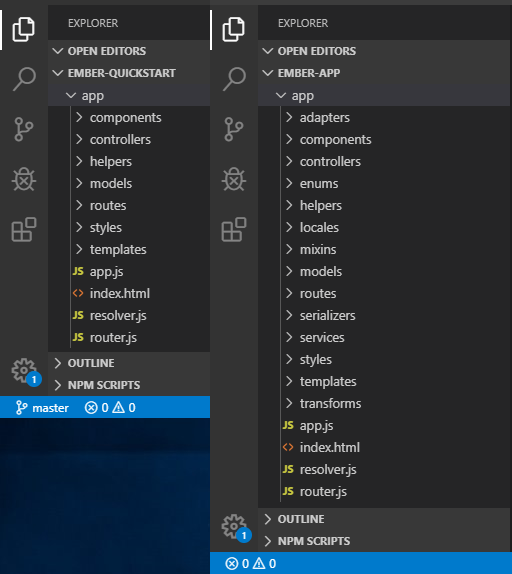 EXPLORER
OPEN EDITORS
EMBER-QUICKSTART
app
components
controllers
helpers
models
routes
styles
templates
JS app.js
<> index.html
JS resolver.js
JS router.js
OUTLINE
NPM SCRIPTS
1
master 0 0
EXPLORER
OPEN EDITORS
EMBER-APP
app
adapters
components
controllers
enums
helpers
locales
mixins
models
routes
serializers
services
styles
templates
transforms
JS app.js
<> index.html
JS resolver.js
JS router.js
OUTLINE
NPM SCRIPTS
1
0 0